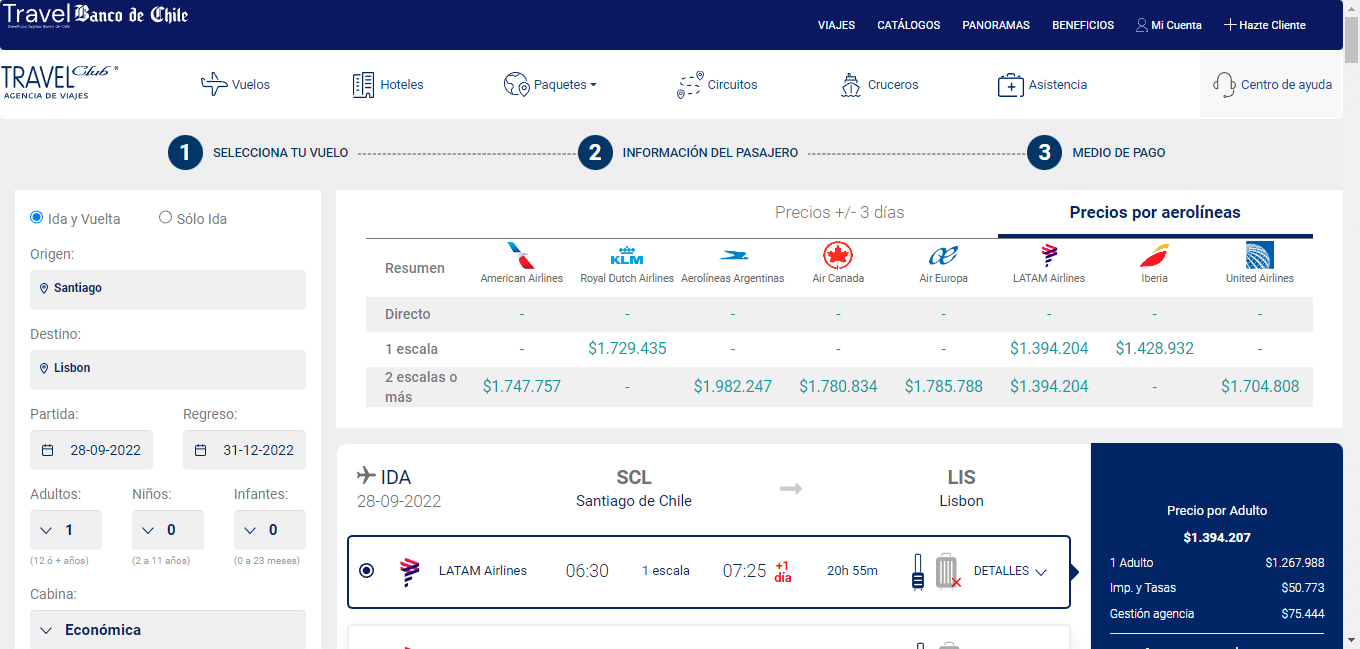 Travel Banco de Chile
VIAJES CATÁLOGOS PANORAMAS BENEFICIOS Mi Cuenta Hazte Cliente
TRAVEL Club ®
AGENCIA DE VIAJES
Vuelos Hoteles Paquetes Circuitos Cruceros Asistencia Centro de ayuda
1 SELECCIONA TU VUELO 2 INFORMACIÓN DEL PASAJERO 3 MEDIO DE PAGO
Ida y Vuelta Sólo Ida
Origen:
Santiago
Destino:
Lisbon
Partida: Regreso:
28-09-2022 31-12-2022
Adultos: Niños: Infantes:
1 0 0
(12 ó + años) (2 a 11 años) (0 a 23 meses)
Cabina:
Económica
Precios +/- 3 días Precios por aerolíneas
KLM
Resumen American Airlines Royal Dutch Airlines Aerolíneas Argentinas Air Canada Air Europa LATAM Airlines Iberia United Airlines
Directo - - - - - - - -
1 escala - $1.729.435 - - - $1.394.204 $1.428.932 -
2 escalas o más $1.747.757 - $1.982.247 $1.780.834 $1.785.788 $1.394.204 - $1.704.808
IDA SCL LIS
28-09-2022 Santiago de Chile Lisbon
LATAM Airlines 06:30 1 escala 07:25 +1 día 20h 55m DETALLES
Precio por Adulto
$1.394.207
1 Adulto $1.267.988
Imp. y Tasas $50.773
Gestión agencia $75.444